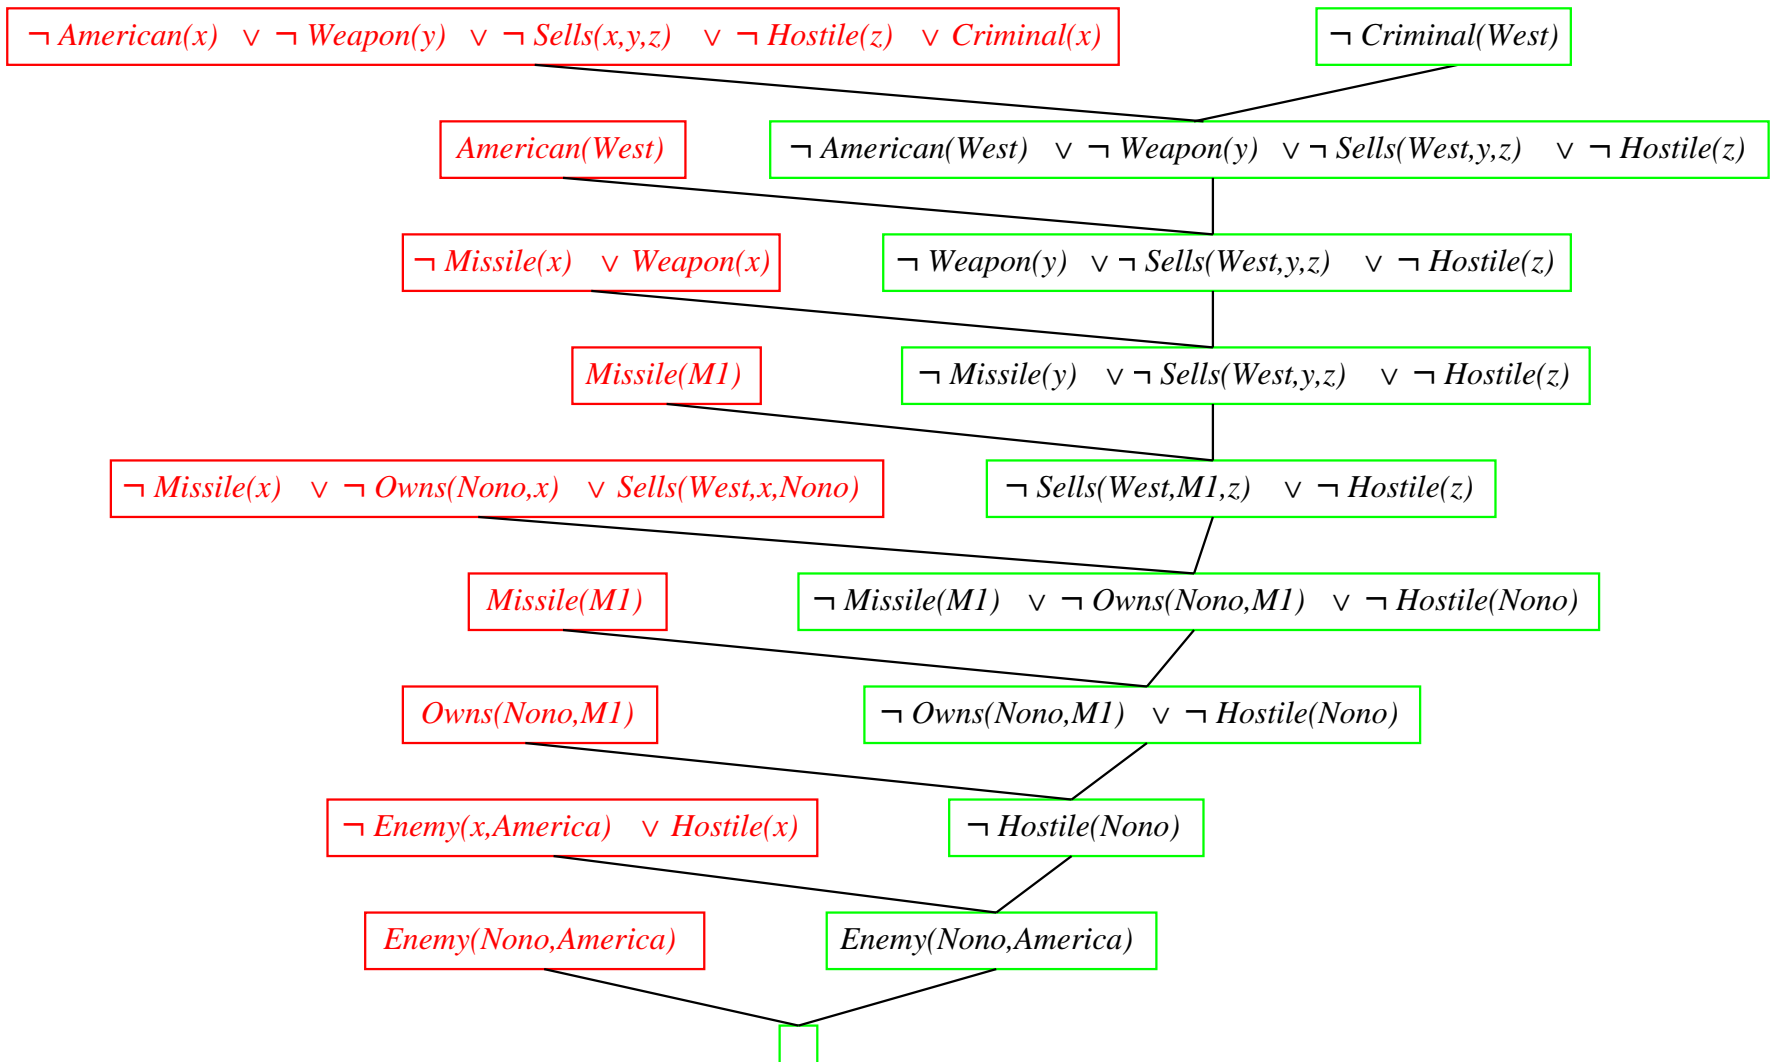 ¬ American(x) ∨ ¬ Weapon(y) ∨ ¬ Sells(x,y,z) ∨ ¬ Hostile(z) ∨ Criminal(x)
¬ Criminal(West)
American(West)
¬ American(West) ∨ ¬ Weapon(y) ∨ ¬ Sells(West,y,z) ∨ ¬ Hostile(z)
¬ Missile(x) ∨ Weapon(x)
¬ Weapon(y) ∨ ¬ Sells(West,y,z) ∨ ¬ Hostile(z)
Missile(M1)
¬ Missile(y) ∨ ¬ Sells(West,y,z) ∨ ¬ Hostile(z)
¬ Missile(x) ∨ ¬ Owns(Nono,x) ∨ Sells(West,x,Nono)
¬ Sells(West,M1,z) ∨ ¬ Hostile(z)
Missile(M1)
¬ Missile(M1) ∨ ¬ Owns(Nono,M1) ∨ ¬ Hostile(Nono)
Owns(Nono,M1)
¬ Owns(Nono,M1) ∨ ¬ Hostile(Nono)
¬ Enemy(x,America) ∨ Hostile(x)
¬ Hostile(Nono)
Enemy(Nono,America)
Enemy(Nono,America)